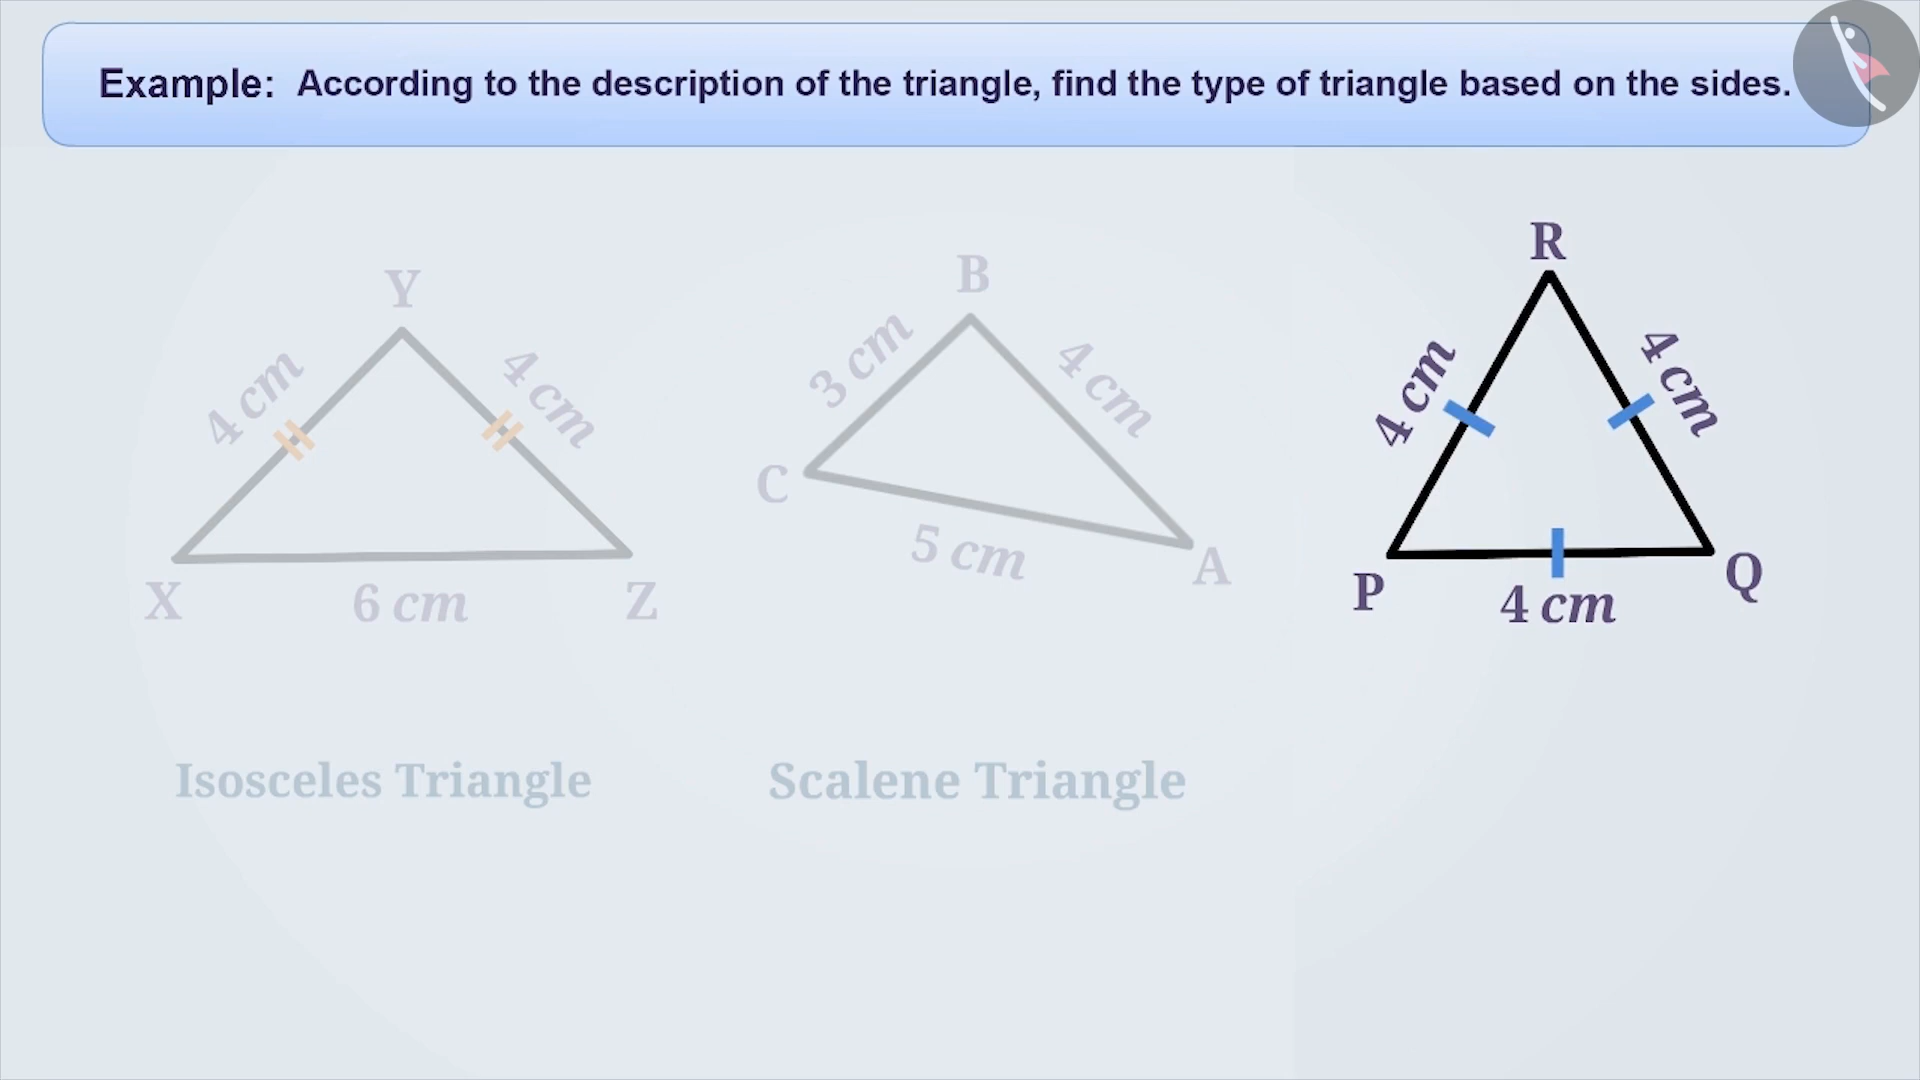 Example: According to the description of the triangle, find the type of triangle based on the sides.
Y
4 cm
4 cm
X
6 cm
Z
B
3 cm
4 cm
C
5 cm
A
R
4 cm
4 cm
P
4 cm
Q
Isosceles Triangle
Scalene Triangle